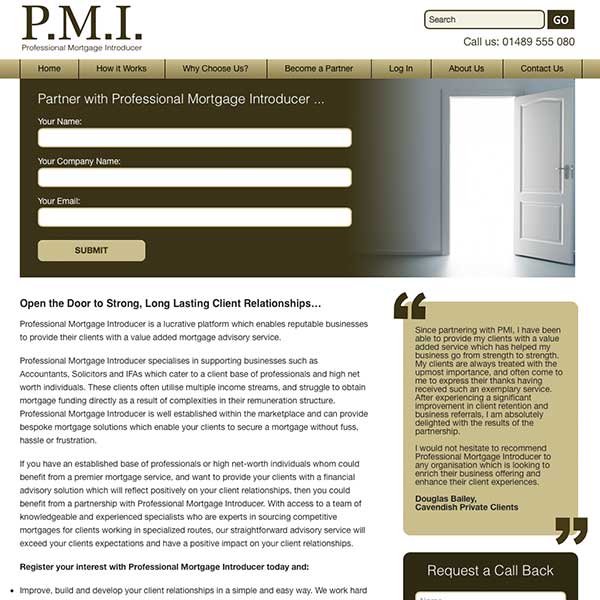 P.M.I.
Professional Mortgage Introducer
Search
GO
Call us: 01489 555 080
Home
How it Works
Why Choose Us?
Become a Partner
Log In
About Us
Contact Us
Partner with Professional Mortgage Introducer ...
Your Name:
Your Company Name:
Your Email:
SUBMIT
Open the Door to Strong, Long Lasting Client Relationships…
Professional Mortgage Introducer is a lucrative platform which enables reputable businesses
to provide their clients with a value added mortgage advisory service.
Professional Mortgage Introducer specialises in supporting businesses such as
Accountants, Solicitors and IFAs which cater to a client base of professionals and high net
worth individuals. These clients often utilise multiple income streams, and struggle to obtain
mortgage funding directly as a result of complexities in their remuneration structure.
Professional Mortgage Introducer is well established within the marketplace and can provide
bespoke mortgage solutions which enable your clients to secure a mortgage without fuss,
hassle or frustration.
If you have an established base of professionals or high net-worth individuals whom could
benefit from a premier mortgage service, and want to provide your clients with a financial
advisory solution which will reflect positively on your client relationships, then you could
benefit from a partnership with Professional Mortgage Introducer. With access to a team of
knowledgeable and experienced specialists who are experts in sourcing competitive
mortgages for clients working in specialized routes, our straightforward advisory service will
exceed your clients expectations and have a positive impact on your client relationships.
Register your interest with Professional Mortgage Introducer today and:
• Improve, build and develop your client relationships in a simple and easy way. We work hard
“
Since partnering with PMI, I have been
able to provide my clients with a value
added service which has helped my
business go from strength to strength.
My clients are always treated with the
upmost importance, and often come to
me to express their thanks having
received such an exemplary service.
After experiencing a significant
improvement in client retention and
business referrals, I am absolutely
delighted with the results of the
partnership.
I would not hesitate to recommend
Professional Mortgage Introducer to
any organisation which is looking to
enrich their business offering and
enhance their client experiences.
Douglas Bailey,
Cavendish Private Clients
”
Request a Call Back
Name